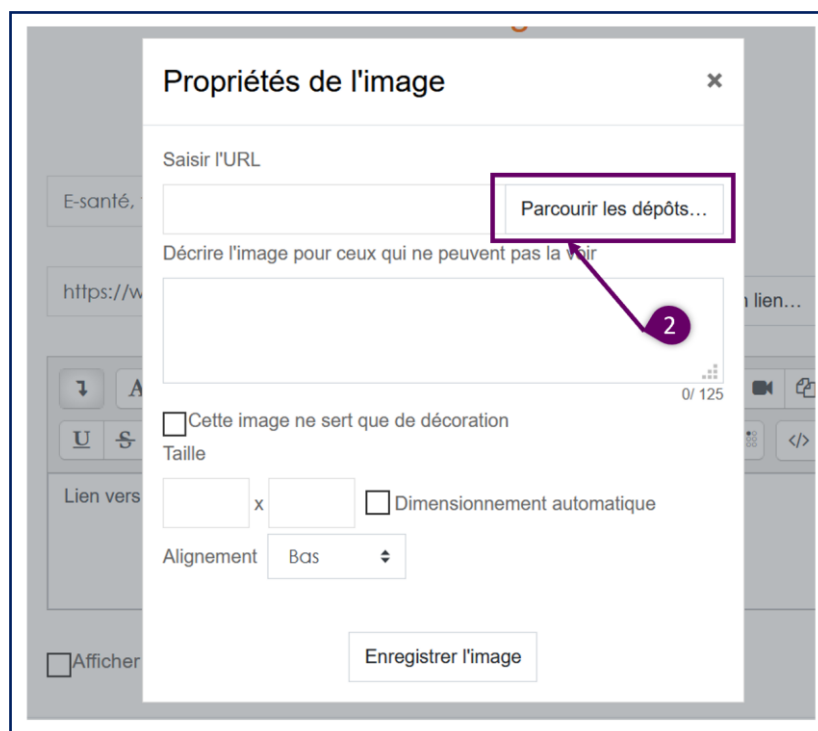 Propriétés de l'image
×
Saisir l'URL
E-santé,
Parcourir les dépôts...
Décrire l'image pour ceux qui ne peuvent pas la voir
https://w
lien...
2
0/ 125
A
U S </>
Cette image ne sert que de décoration
Taille
Lien vers
x
Dimensionnement automatique
Alignement Bas
Enregistrer l'image
Afficher